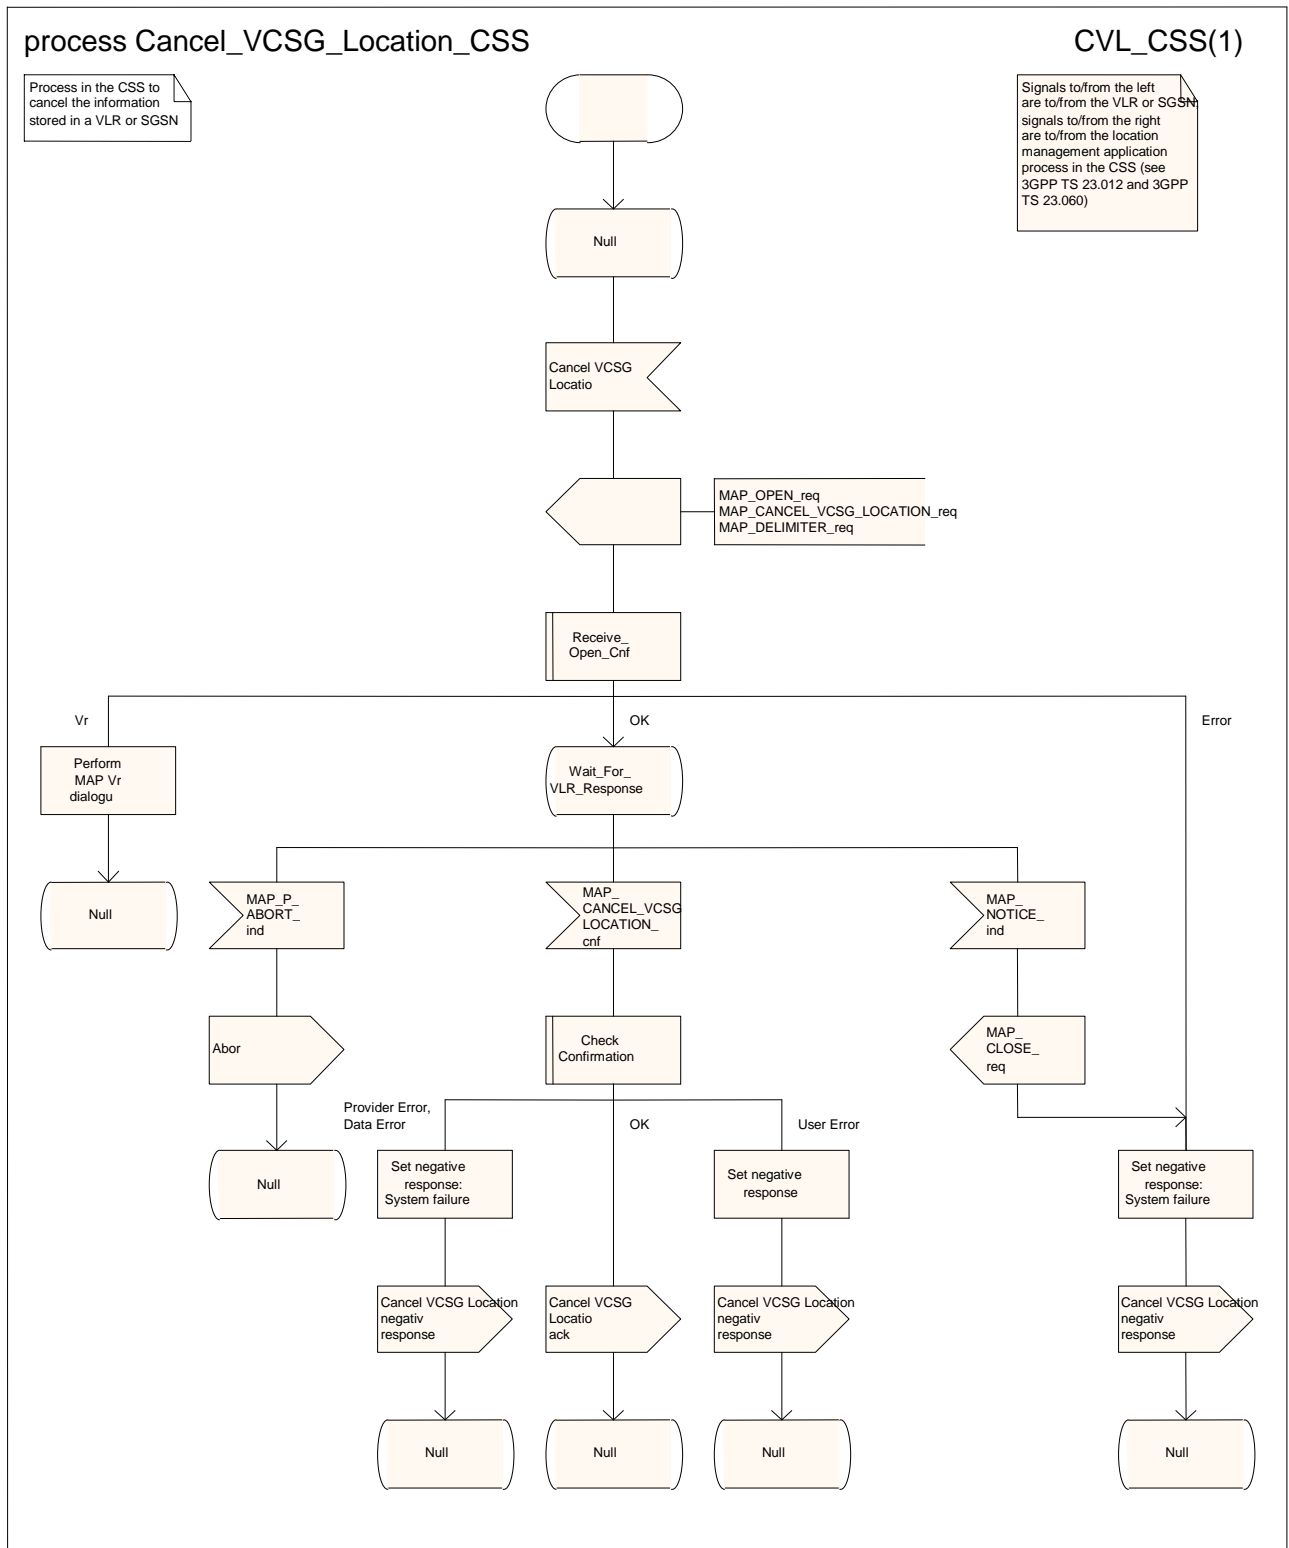 process Cancel_VCSG_Location_CSS
CVL_CSS(1)
Process in the CSS to
cancel the information
stored in a VLR or SGSN
Signals to/from the left
are to/from the VLR or SGSN;
signals to/from the right
are to/from the location
management application
process in the CSS (see
3GPP TS 23.012 and 3GPP
TS 23.060)
Null
Cancel VCSG
Locatio
MAP_OPEN_req
MAP_CANCEL_VCSG_LOCATION_req
MAP_DELIMITER_req
Receive_
Open_Cnf
Vr
OK
Error
Perform
MAP Vr
dialogu
Wait_For_
VLR_Response
Null
MAP_P_
ABORT_
ind
MAP_
CANCEL_VCSG
LOCATION_
cnf
MAP_
NOTICE_
ind
Abor
Check
Confirmation
MAP_
CLOSE_
req
Provider Error,
Data Error
OK
User Error
Null
Set negative
response:
System failure
Set negative
response
Set negative
response:
System failure
Cancel VCSG Location
negativ
response
Cancel VCSG
Locatio
ack
Cancel VCSG Location
negativ
response
Cancel VCSG Location
negativ
response
Null
Null
Null
Null